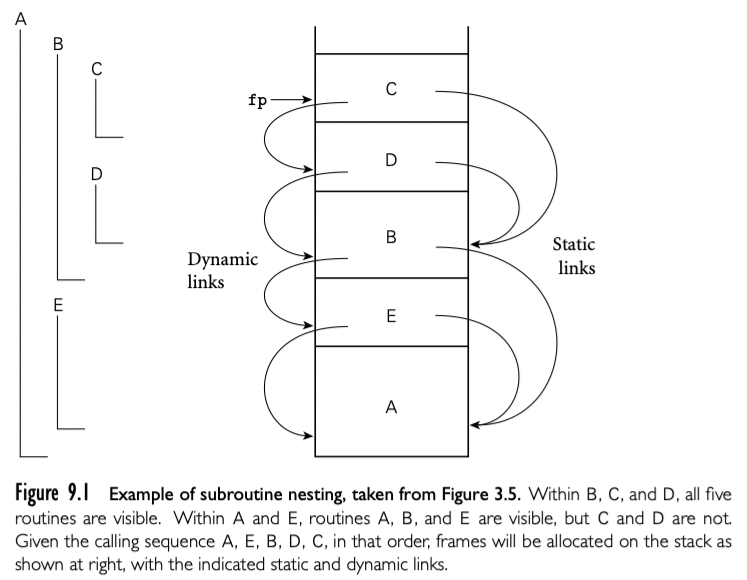 A
B
C
D
E
fp
C
D
B
E
A
Dynamic
links
Static
links
Figure 9.1 Example of subroutine nesting, taken from Figure 3.5. Within B, C, and D, all five
routines are visible. Within A and E, routines A, B, and E are visible, but C and D are not.
Given the calling sequence A, E, B, D, C, in that order, frames will be allocated on the stack as
shown at right, with the indicated static and dynamic links.